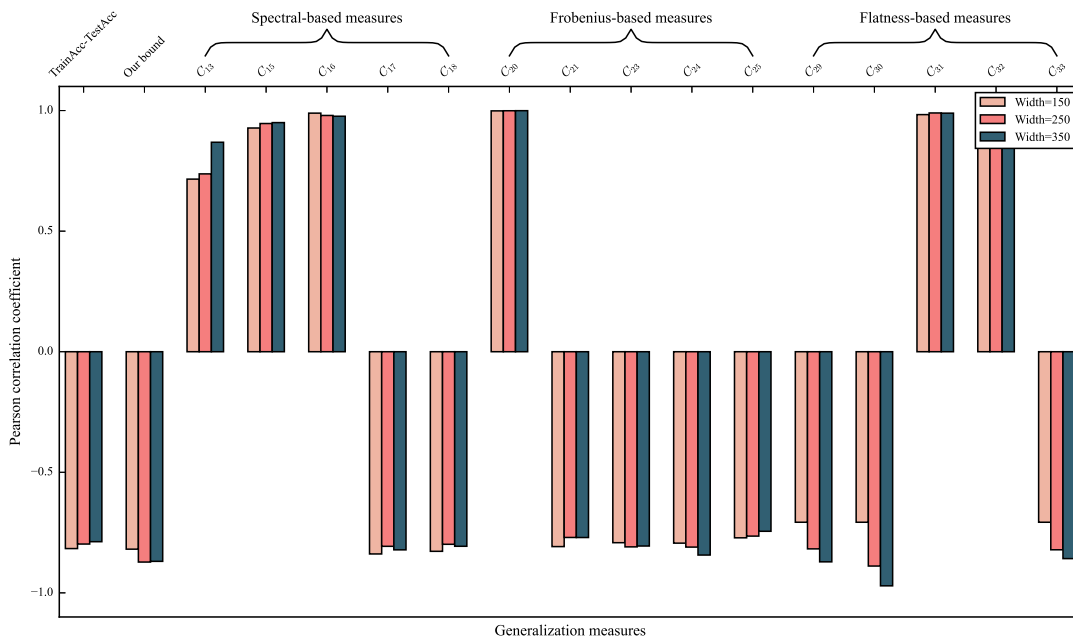 Spectral-based measures
Frobenius-based measures
Flatness-based measures
TrainAcc-TestAcc
Our bound
C₁₃
C₁₅
C₁₆
C₁₇
C₁₈
C₂₀
C₂₁
C₂₃
C₂₄
C₂₅
C₂₉
C₃₀
C₃₁
C₃₂
C₃₃
Width=150
Width=250
Width=350
1.0
0.5
0.0
−0.5
−1.0
Pearson correlation coefficient
Generalization measures